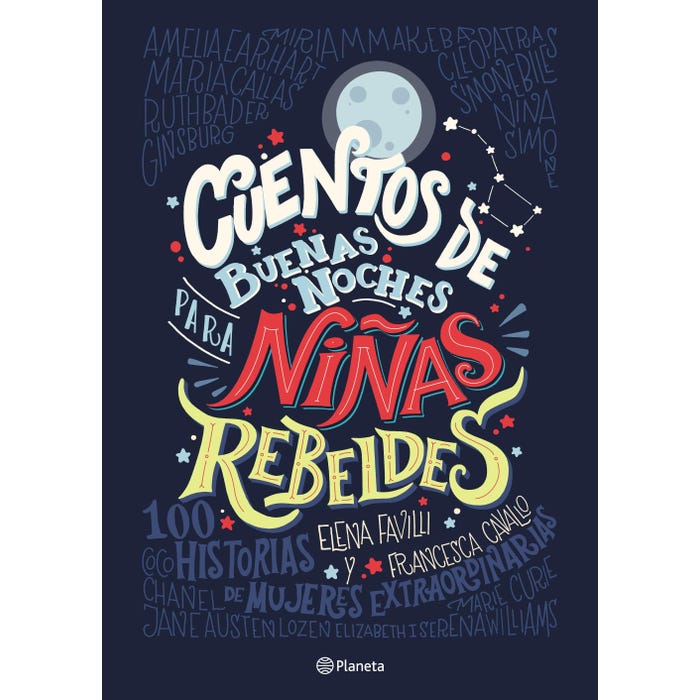 AMELIA EARHART
MIRIAM MAKEBA
CLEOPATRAS
MARIA CALLAS
SIMONE BILES
RUTH BADER
GINSBURG
NINA
SIMONE
CUENTOS DE
BUENAS
NOCHES
PARA
NIÑAS
REBELDES
100
ELENA FAVILLI
HISTORIAS
Y
FRANCESCA CAVALLO
COCO
CHANEL
DE
MUJERES EXTRAORDINARIAS
MARIE CURIE
JANE AUSTEN LOZEN ELIZABETH I SERENA WILLIAMS
Planeta